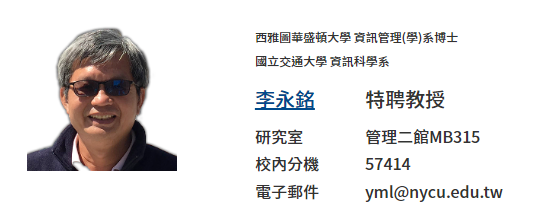 西雅圖華盛頓大學 資訊管理(學)系博士
國立交通大學 資訊科學系
李永銘 特聘教授
研究室 管理二館MB315
校內分機 57414
電子郵件 yml@nycu.edu.tw